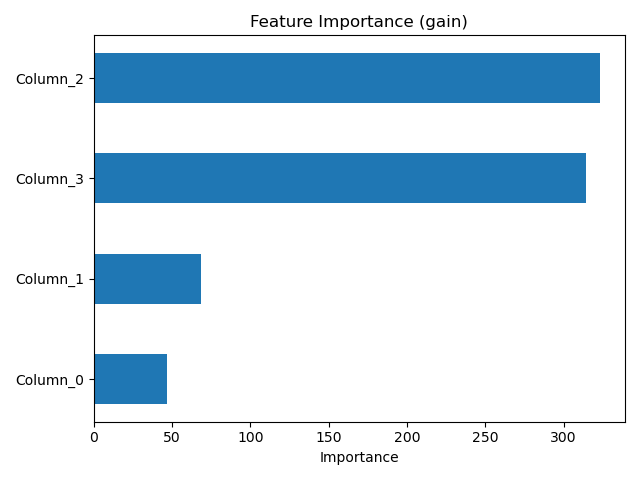 Feature Importance (gain)
Column_2
Column_3
Column_1
Column_0
0 50 100 150 200 250 300
Importance